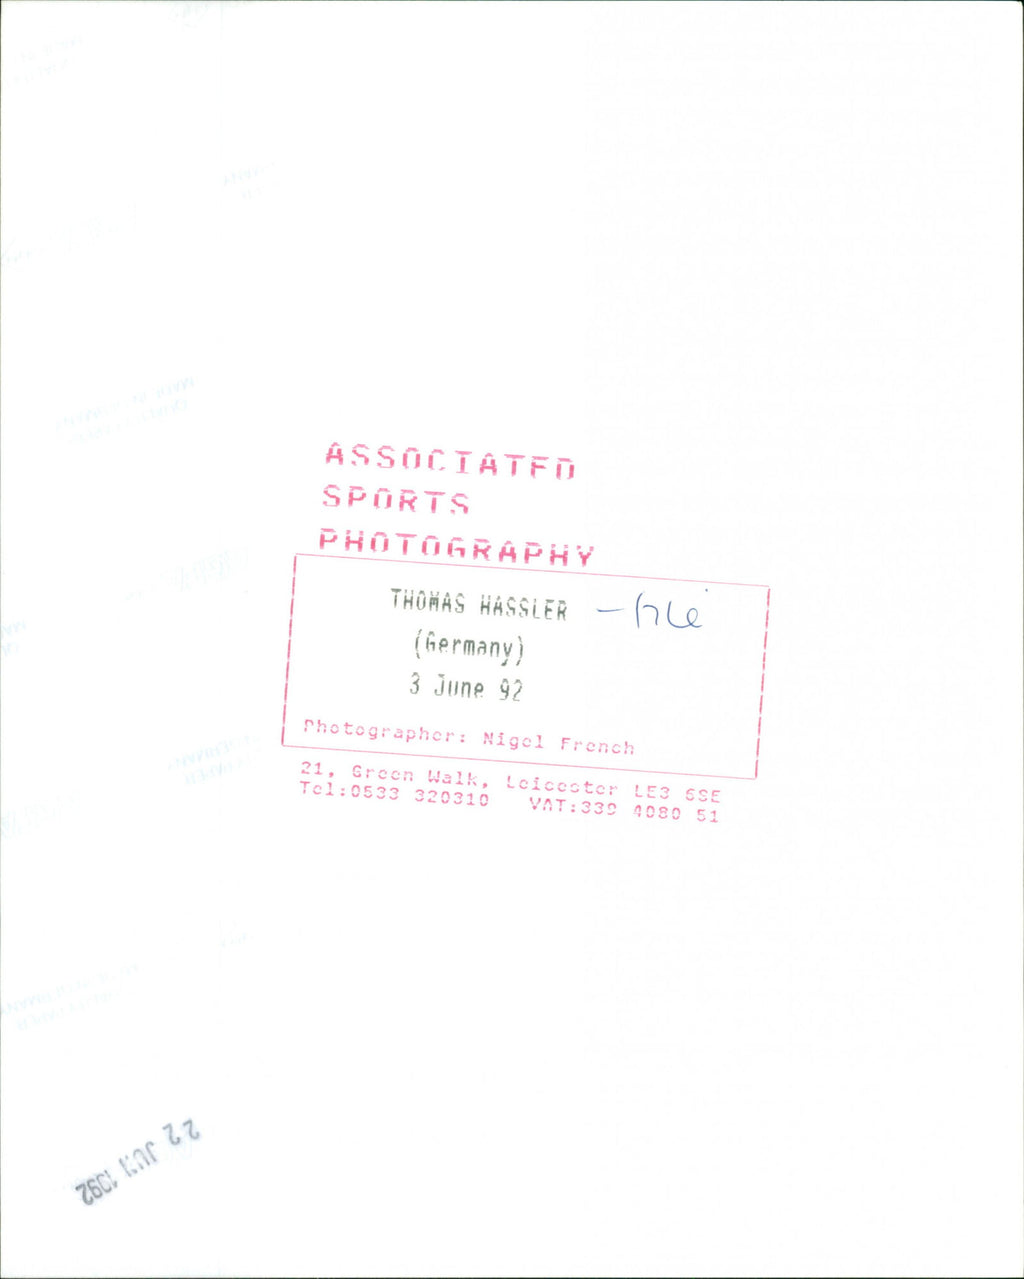 ASSOCIATED
SPORTS
PHOTOGRAPHY
THOMAS HASSLER – file
(Germany)
3 June 92
Photographer: Nigel French
21, Green Walk, Leicester LE3 6SE
Tel:0533 320310 VAT:339 4080 51
22 JUN 1992